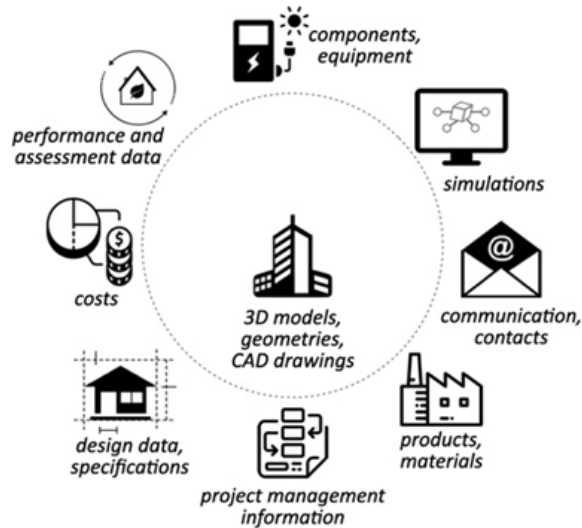 components,
equipment
performance and
assessment data
simulations
$
costs
@
communication,
contacts
3D models,
geometries,
CAD drawings
products,
materials
design data,
specifications
project management
information